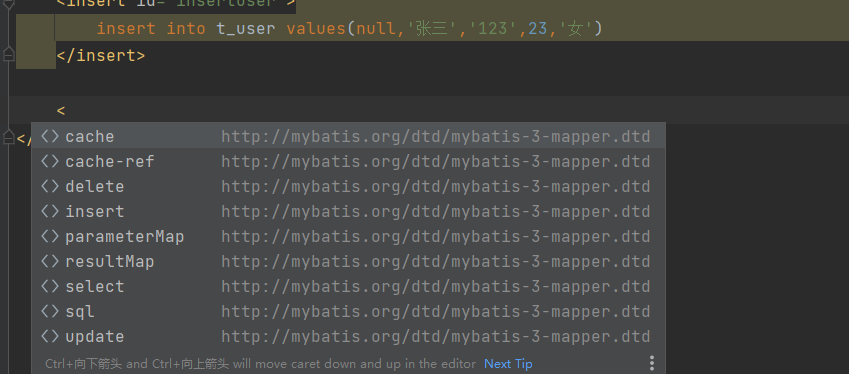 <insert id="insertUser">
insert into t_user values(null,'张三','123',23,'女')
</insert>
<
</
cache http://mybatis.org/dtd/mybatis-3-mapper.dtd
cache-ref http://mybatis.org/dtd/mybatis-3-mapper.dtd
delete http://mybatis.org/dtd/mybatis-3-mapper.dtd
insert http://mybatis.org/dtd/mybatis-3-mapper.dtd
parameterMap http://mybatis.org/dtd/mybatis-3-mapper.dtd
resultMap http://mybatis.org/dtd/mybatis-3-mapper.dtd
select http://mybatis.org/dtd/mybatis-3-mapper.dtd
sql http://mybatis.org/dtd/mybatis-3-mapper.dtd
update http://mybatis.org/dtd/mybatis-3-mapper.dtd
Ctrl+向下箭头 and Ctrl+向上箭头 will move caret down and up in the editor Next Tip